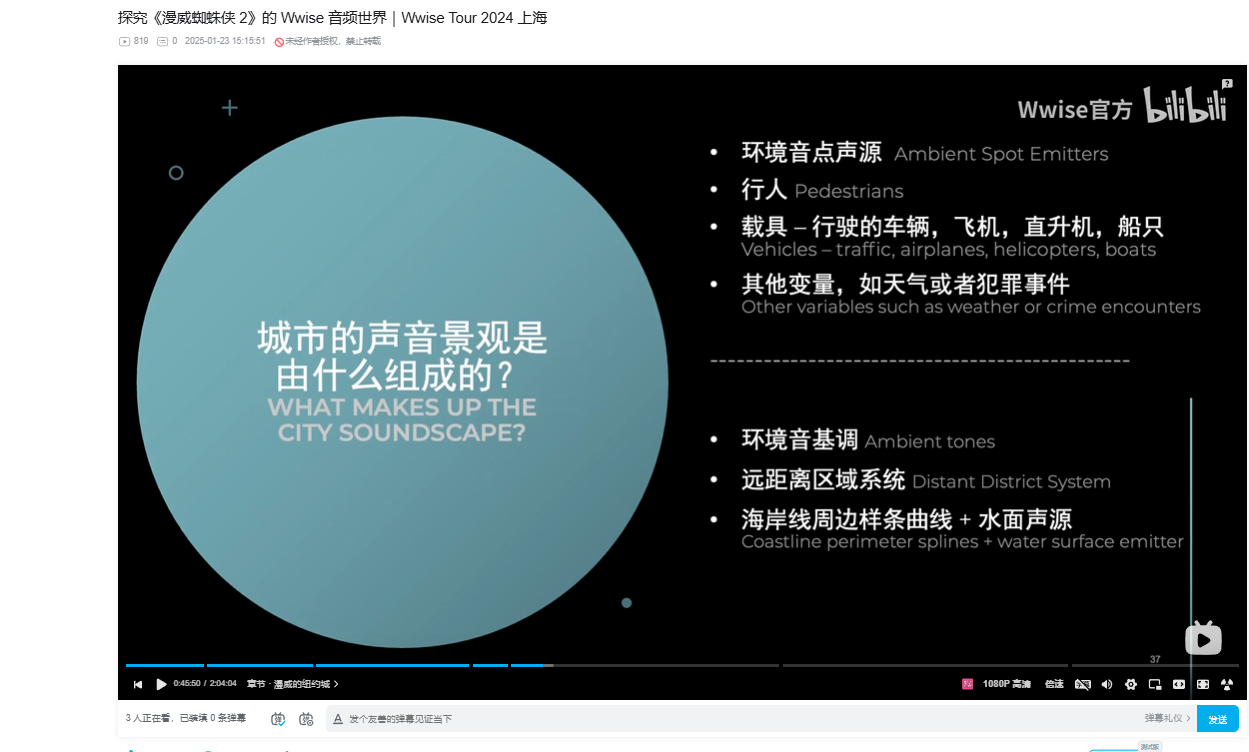 探究《漫威蜘蛛侠 2》的 Wwise 音频世界｜Wwise Tour 2024 上海
819 0 2025-01-23 15:15:51 未经作者授权，禁止转载
Wwise官方 bilibili
城市的声音景观是
由什么组成的？
WHAT MAKES UP THE
CITY SOUNDSCAPE?
• 环境音点声源 Ambient Spot Emitters
• 行人 Pedestrians
• 载具 – 行驶的车辆，飞机，直升机，船只
Vehicles – traffic, airplanes, helicopters, boats
• 其他变量，如天气或者犯罪事件
Other variables such as weather or crime encounters
• 环境音基调 Ambient tones
• 远距离区域系统 Distant District System
• 海岸线周边样条曲线 + 水面声源
Coastline perimeter splines + water surface emitter
37
0:45:50 / 2:04:04 章节 · 漫威的纽约城 >
1080P 高清 倍速
3 人正在看，已装填 0 条弹幕
弹 弹 A 发个友善的弹幕见证当下 弹幕礼仪 > 发送
测试版